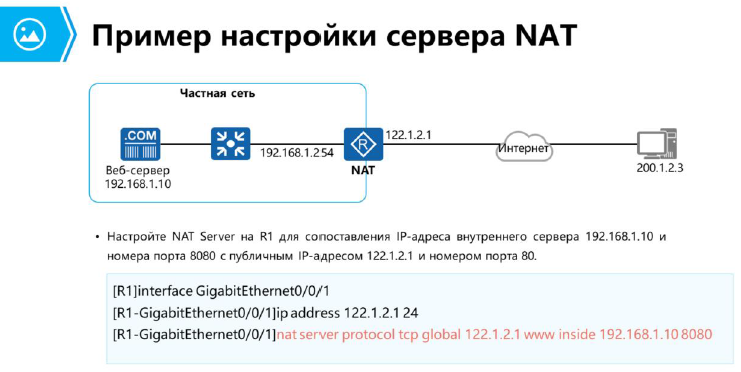 Пример настройки сервера NAT
Частная сеть
.COM
Веб-сервер
192.168.1.10
192.168.1.254
R
NAT
122.1.2.1
Интернет
200.1.2.3
• Настройте NAT Server на R1 для сопоставления IP-адреса внутреннего сервера 192.168.1.10 и
номера порта 8080 с публичным IP-адресом 122.1.2.1 и номером порта 80.
[R1]interface GigabitEthernet0/0/1
[R1-GigabitEthernet0/0/1]ip address 122.1.2.1 24
[R1-GigabitEthernet0/0/1]nat server protocol tcp global 122.1.2.1 www inside 192.168.1.10 8080